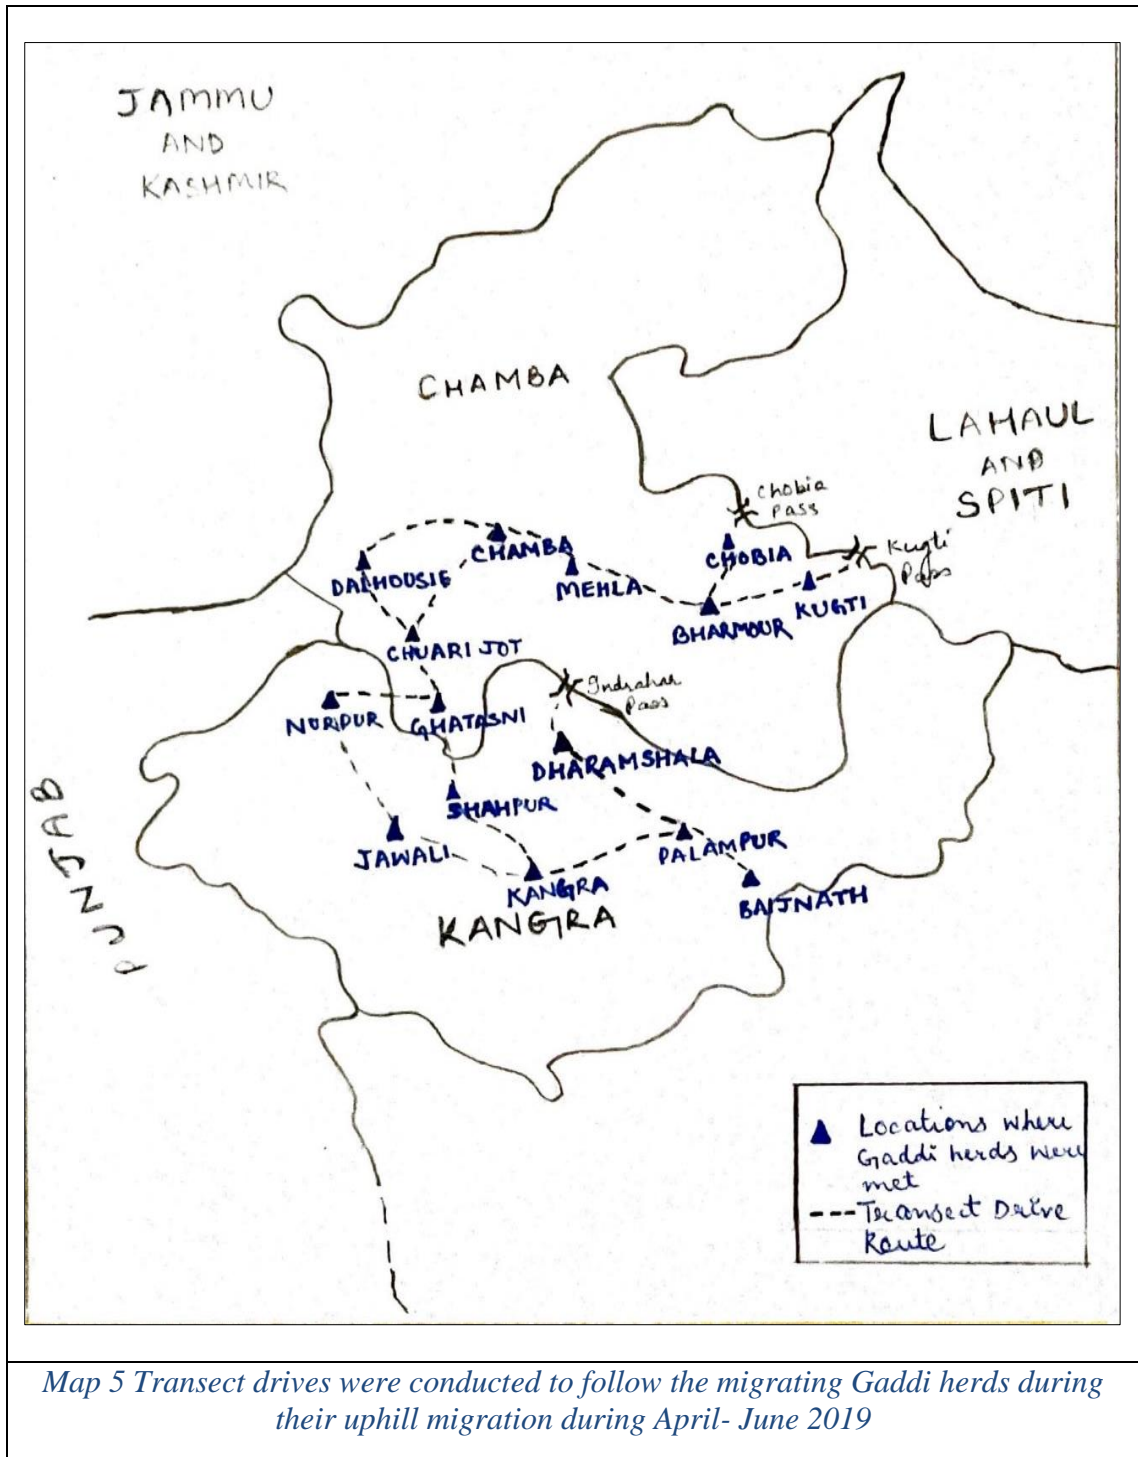 JAMMU
AND
KASHMIR
CHAMBA
LAHAUL
AND
SPITI
Chobia
Pass
CHOBIA
Kugti
Pass
KUGTI
CHAMBA
DALHOUSIE
MEHLA
BHARMOUR
CHUARI JOT
Indrahar
Pass
NURPUR
GHATASNI
DHARAMSHALA
SHAHPUR
JAWALI
PALAMPUR
KANGRA
BAIJNATH
KANGRA
PUNJAB
Locations where
Gaddi herds were
met
Transect Drive
Route
Map 5 Transect drives were conducted to follow the migrating Gaddi herds during
their uphill migration during April- June 2019